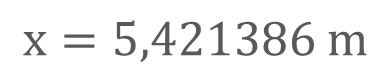 x = 5,421386 m